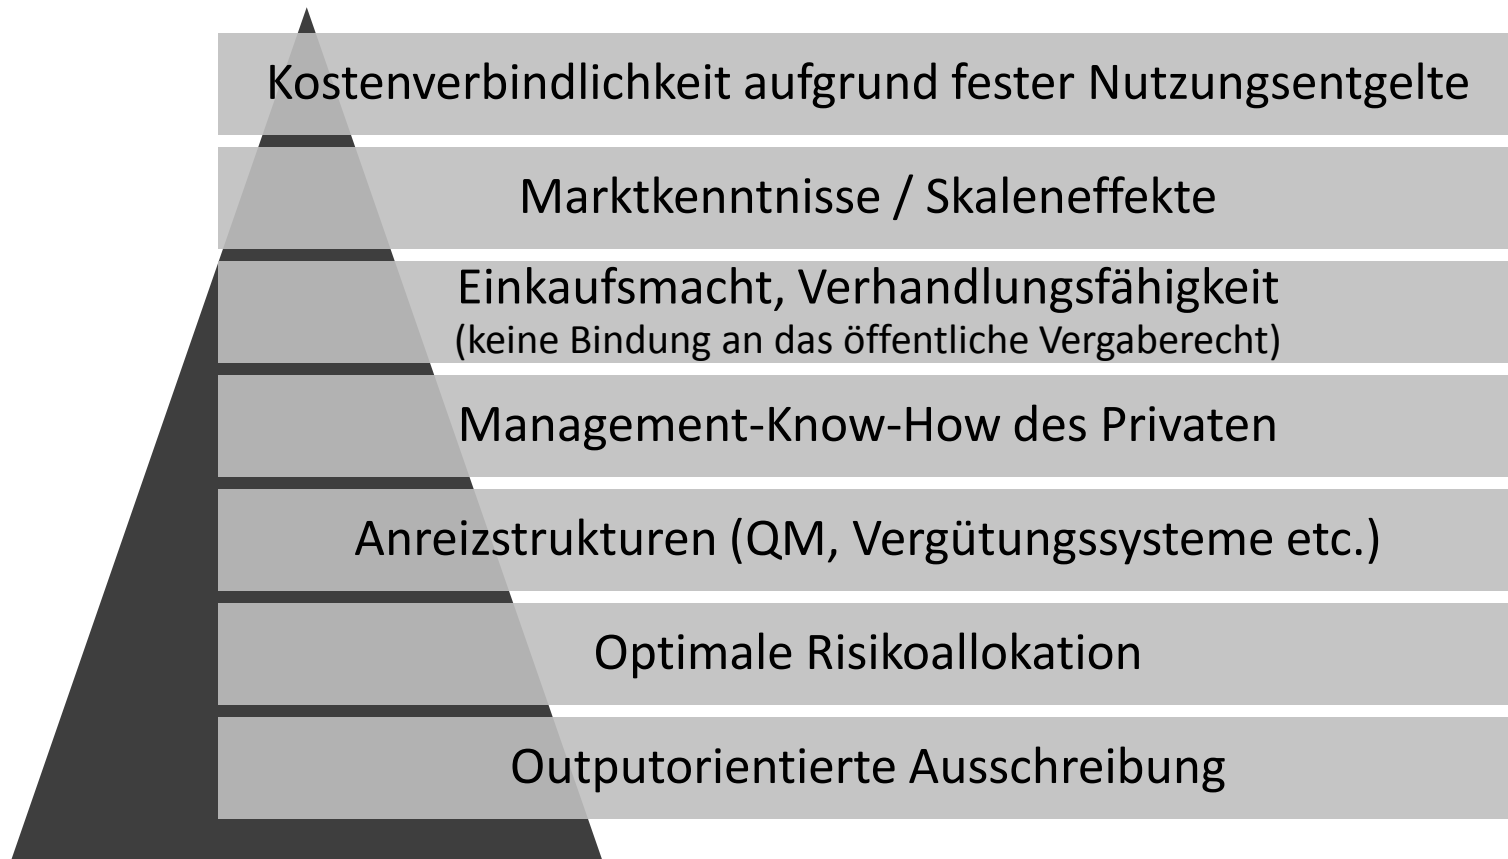 Kostenverbindlichkeit aufgrund fester Nutzungsentgelte
Marktkenntnisse / Skaleneffekte
Einkaufsmacht, Verhandlungsfähigkeit
(keine Bindung an das öffentliche Vergaberecht)
Management-Know-How des Privaten
Anreizstrukturen (QM, Vergütungssysteme etc.)
Optimale Risikoallokation
Outputorientierte Ausschreibung